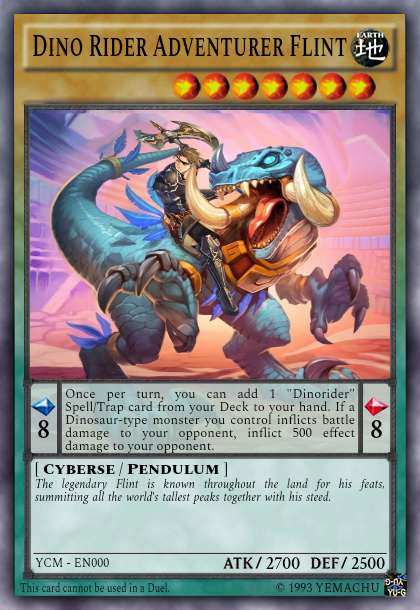 DINO RIDER ADVENTURER FLINT
EARTH
地
Once per turn, you can add 1 "Dinorider"
Spell/Trap card from your Deck to your hand. If a
Dinosaur-type monster you control inflicts battle
damage to your opponent, inflict 500 effect
damage to your opponent.
8
8
[ CYBERSE / PENDULUM ]
The legendary Flint is known throughout the land for his feats,
summitting all the world's tallest peaks together with his steed.
YCM - EN000
ATK / 2700 DEF / 2500
This card cannot be used in a Duel.
© 1993 YEMACHU